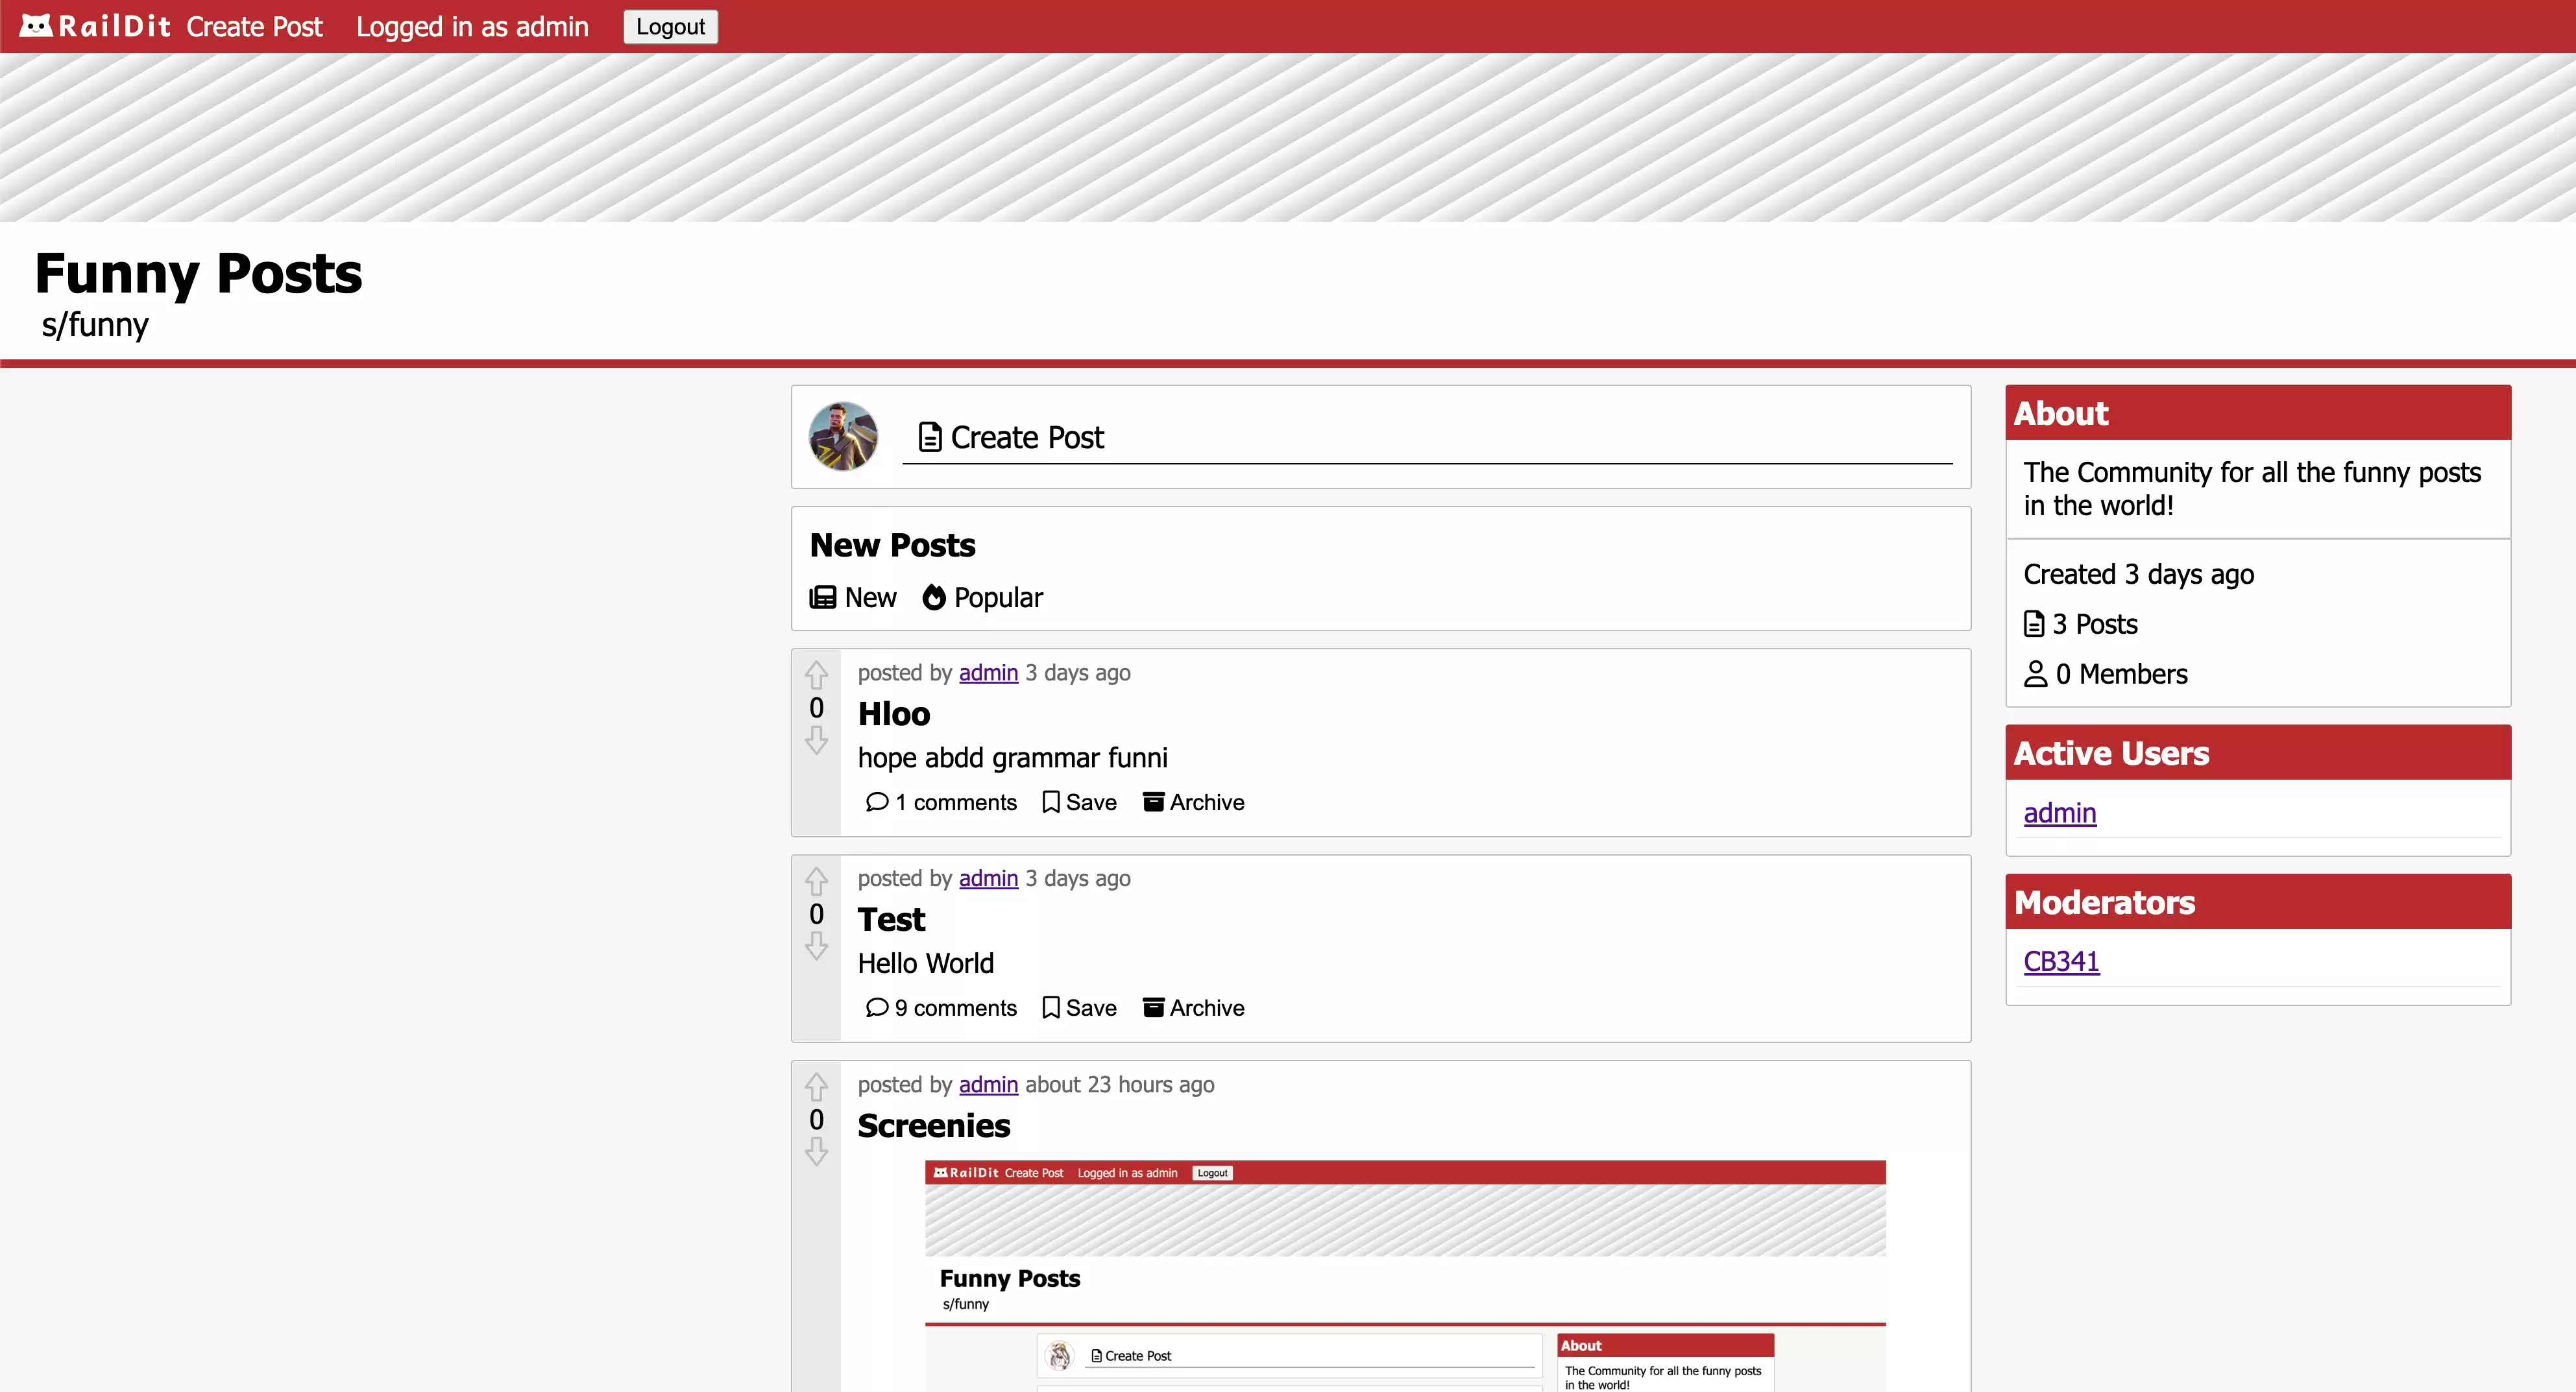 RailDit Create Post Logged in as admin Logout
Funny Posts
s/funny
Create Post
New Posts
New Popular
posted by admin 3 days ago
0
Hloo
hope abdd grammar funni
1 comments Save Archive
posted by admin 3 days ago
0
Test
Hello World
9 comments Save Archive
posted by admin about 23 hours ago
0
Screenies
RailDit Create Post Logged in as admin Logout
Funny Posts
s/funny
Create Post
About
The Community for all the funny posts
in the world!
About
The Community for all the funny posts
in the world!
Created 3 days ago
3 Posts
0 Members
Active Users
admin
Moderators
CB341